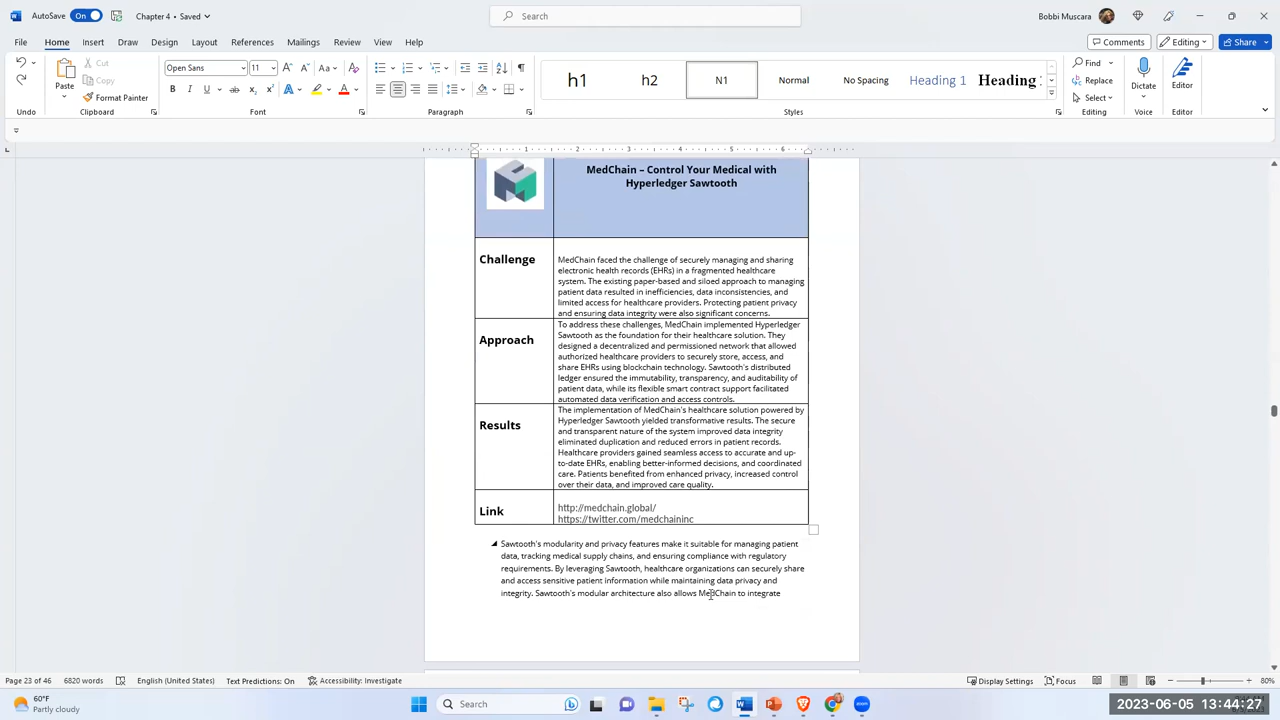 AutoSave On Chapter 4 • Saved Search Bobbi Muscara
File Home Insert Draw Design Layout References Mailings Review View Help Comments Editing Share
Paste Cut Copy Format Painter
Open Sans 11
h1 h2 N1 Normal No Spacing Heading 1 Heading
Find Replace Select Dictate Editor
Undo Clipboard Font Paragraph Styles Editing Voice Editor
1 2 3 4 5 6
MedChain – Control Your Medical with
Hyperledger Sawtooth
Challenge
MedChain faced the challenge of securely managing and sharing
electronic health records (EHRs) in a fragmented healthcare
system. The existing paper-based and siloed approach to managing
patient data resulted in inefficiencies, data inconsistencies, and
limited access for healthcare providers. Protecting patient privacy
and ensuring data integrity were also significant concerns.
Approach
To address these challenges, MedChain implemented Hyperledger
Sawtooth as the foundation for their healthcare solution. They
designed a decentralized and permissioned network that allowed
authorized healthcare providers to securely store, access, and
share EHRs using blockchain technology. Sawtooth's distributed
ledger ensured the immutability, transparency, and auditability of
patient data, while its flexible smart contract support facilitated
automated data verification and access controls.
Results
The implementation of MedChain's healthcare solution powered by
Hyperledger Sawtooth yielded transformative results. The secure
and transparent nature of the system improved data integrity
eliminated duplication and reduced errors in patient records.
Healthcare providers gained seamless access to accurate and up-
to-date EHRs, enabling better-informed decisions, and coordinated
care. Patients benefited from enhanced privacy, increased control
over their data, and improved care quality.
Link
http://medchain.global/
https://twitter.com/medchaininc
Sawtooth's modularity and privacy features make it suitable for managing patient
data, tracking medical supply chains, and ensuring compliance with regulatory
requirements. By leveraging Sawtooth, healthcare organizations can securely share
and access sensitive patient information while maintaining data privacy and
integrity. Sawtooth's modular architecture also allows MedChain to integrate
Page 23 of 46 6820 words English (United States) Text Predictions: On Accessibility: Investigate Display Settings Focus 80%
60°F
Partly cloudy
Search
2023-06-05 13:44:27